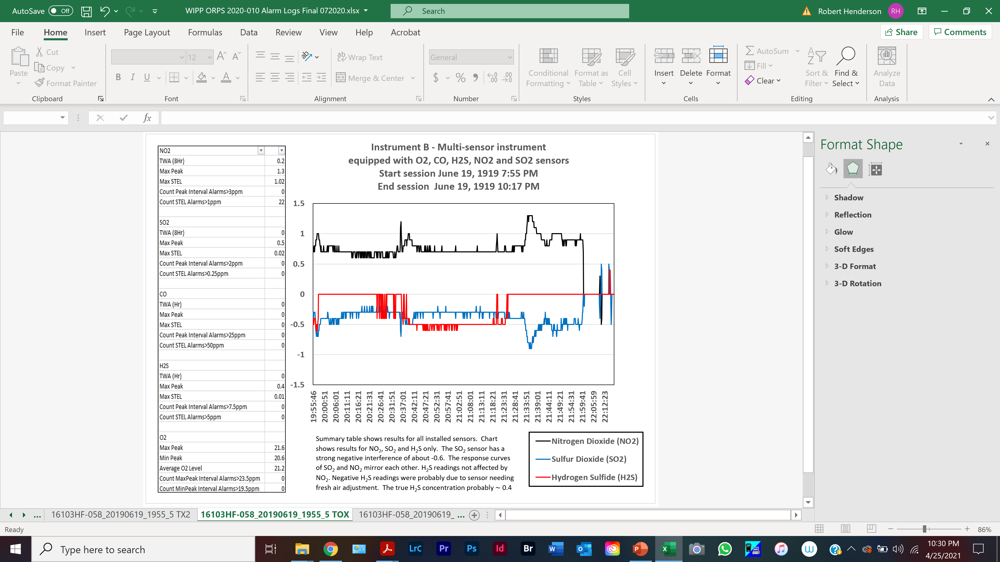 AutoSave Off
WIPP ORPS 2020-010 Alarm Logs Final 072020.xlsx
Search
Robert Henderson RH
File Home Insert Page Layout Formulas Data Review View Help Acrobat
Share Comments
Paste
Cut
Copy
Format Painter
Clipboard
12
B I U
Font
Wrap Text
Merge & Center
Alignment
General
$ %
Number
Conditional Formatting
Format as Table
Cell Styles
Styles
Insert Delete Format
Cells
AutoSum
Fill
Clear
Sort & Filter
Find & Select
Editing
Analyze Data
Analysis
fx
NO2
TWA (8Hr) 0.2
Max Peak 1.3
Max STEL 1.02
Count Peak Interval Alarms>3ppm 0
Count STEL Alarms>1ppm 22
SO2
TWA (8Hr) 0
Max Peak 0.5
Max STEL 0.02
Count Peak Interval Alarms>2ppm 0
Count STEL Alarms>0.25ppm 0
CO
TWA (Hr) 0
Max Peak 0
Max STEL 0
Count Peak Interval Alarms>25ppm 0
Count STEL Alarms>50ppm 0
H2S
TWA (Hr) 0
Max Peak 0.4
Max STEL 0.01
Count Peak Interval Alarms>7.5ppm 0
Count STEL Alarms>5ppm 0
O2
Max Peak 21.6
Min Peak 20.6
Average O2 Level 21.2
Count MaxPeak Interval Alarms>23.5ppm 0
Count MinPeak Interval Alarms>19.5ppm 0
Instrument B - Multi-sensor instrument
equipped with O2, CO, H2S, NO2 and SO2 sensors
Start session June 19, 1919 7:55 PM
End session June 19, 1919 10:17 PM
1.5
1
0.5
0
-0.5
-1
-1.5
19:55:46
20:00:51
20:06:01
20:11:11
20:16:21
20:21:31
20:26:41
20:31:51
20:37:01
20:42:11
20:47:21
20:52:31
20:57:41
21:02:51
21:08:01
21:13:11
21:18:21
21:23:31
21:28:41
21:33:51
21:39:01
21:44:11
21:49:21
21:54:31
21:59:41
22:05:59
22:12:23
Summary table shows results for all installed sensors. Chart
shows results for NO2, SO2 and H2S only. The SO2 sensor has a
strong negative interference of about -0.6. The response curves
of SO2 and NO2 mirror each other. H2S readings not affected by
NO2. Negative H2S readings were probably due to sensor needing
fresh air adjustment. The true H2S concentration probably ~ 0.4
Nitrogen Dioxide (NO2)
Sulfur Dioxide (SO2)
Hydrogen Sulfide (H2S)
Format Shape
Shadow
Reflection
Glow
Soft Edges
3-D Format
3-D Rotation
... 16103HF-058_20190619_1955_5 TX2 16103HF-058_20190619_1955_5 TOX 16103HF-058_20190619_ ...
Ready
86%
Type here to search
LrC Pr Ps Id Br W O P X
10:30 PM
4/25/2021